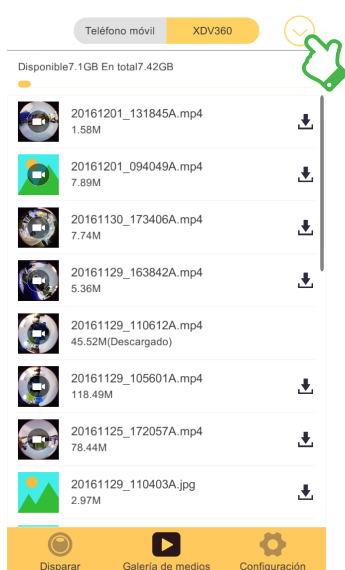 Teléfono móvil XDV360
Disponible7.1GB En total7.42GB
20161201_131845A.mp4
1.58M
20161201_094049A.mp4
7.89M
20161130_173406A.mp4
7.74M
20161129_163842A.mp4
5.36M
20161129_110612A.mp4
45.52M(Descargado)
20161129_105601A.mp4
118.49M
20161125_172057A.mp4
78.44M
20161129_110403A.jpg
2.97M
Disparar Galería de medios Configuración